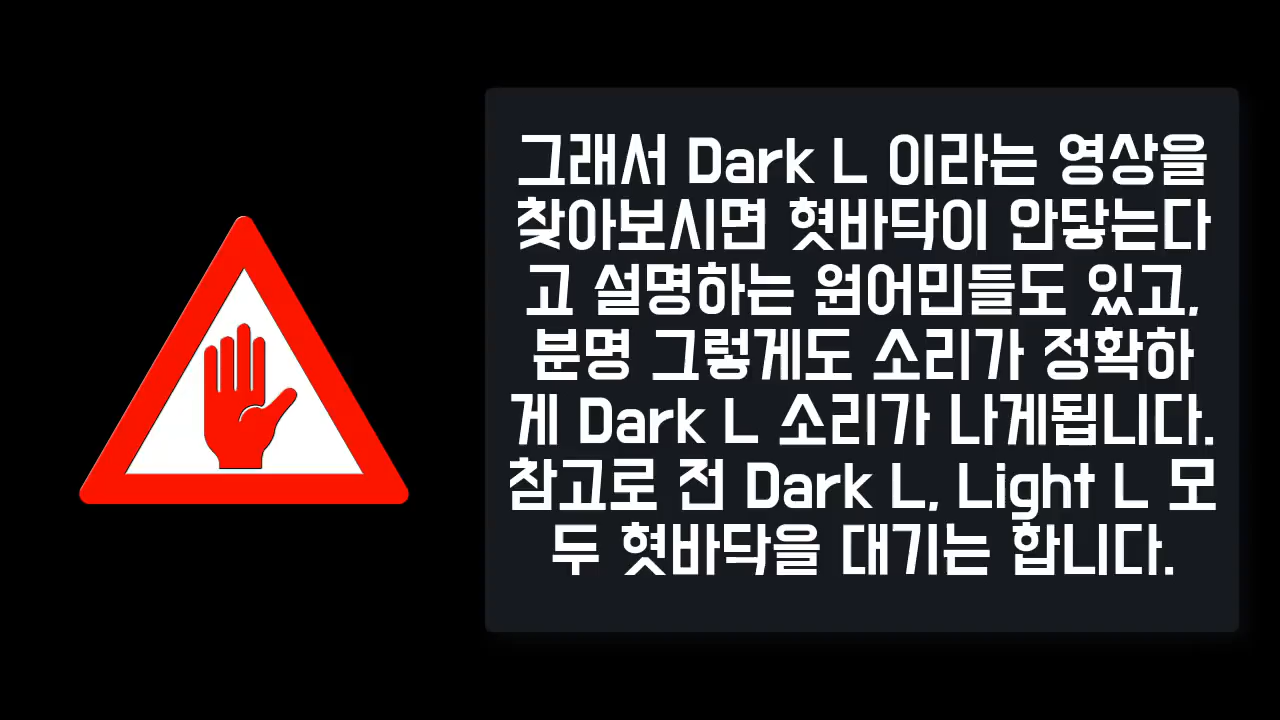 그래서 Dark L 이라는 영상을
찾아보시면 혓바닥이 안닿는다
고 설명하는 원어민들도 있고,
분명 그렇게도 소리가 정확하
게 Dark L 소리가 나게됩니다.
참고로 전 Dark L, Light L 모
두 혓바닥을 대기는 합니다.